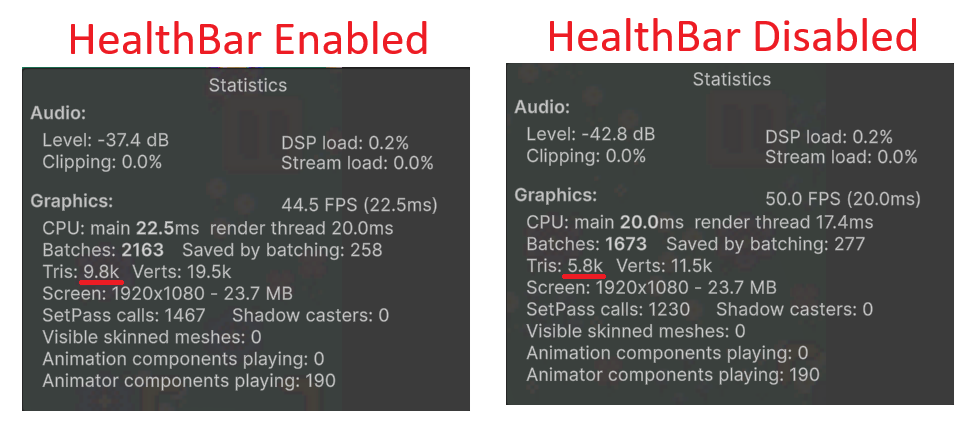 HealthBar Enabled
Statistics
Audio:
Level: -37.4 dB
DSP load: 0.2%
Clipping: 0.0%
Stream load: 0.0%
Graphics:
44.5 FPS (22.5ms)
CPU: main 22.5ms render thread 20.0ms
Batches: 2163 Saved by batching: 258
Tris: 9.8k Verts: 19.5k
Screen: 1920x1080 - 23.7 MB
SetPass calls: 1467 Shadow casters: 0
Visible skinned meshes: 0
Animation components playing: 0
Animator components playing: 190
HealthBar Disabled
Statistics
Audio:
Level: -42.8 dB
DSP load: 0.2%
Clipping: 0.0%
Stream load: 0.0%
Graphics:
50.0 FPS (20.0ms)
CPU: main 20.0ms render thread 17.4ms
Batches: 1673 Saved by batching: 277
Tris: 5.8k Verts: 11.5k
Screen: 1920x1080 - 23.7 MB
SetPass calls: 1230 Shadow casters: 0
Visible skinned meshes: 0
Animation components playing: 0
Animator components playing: 190